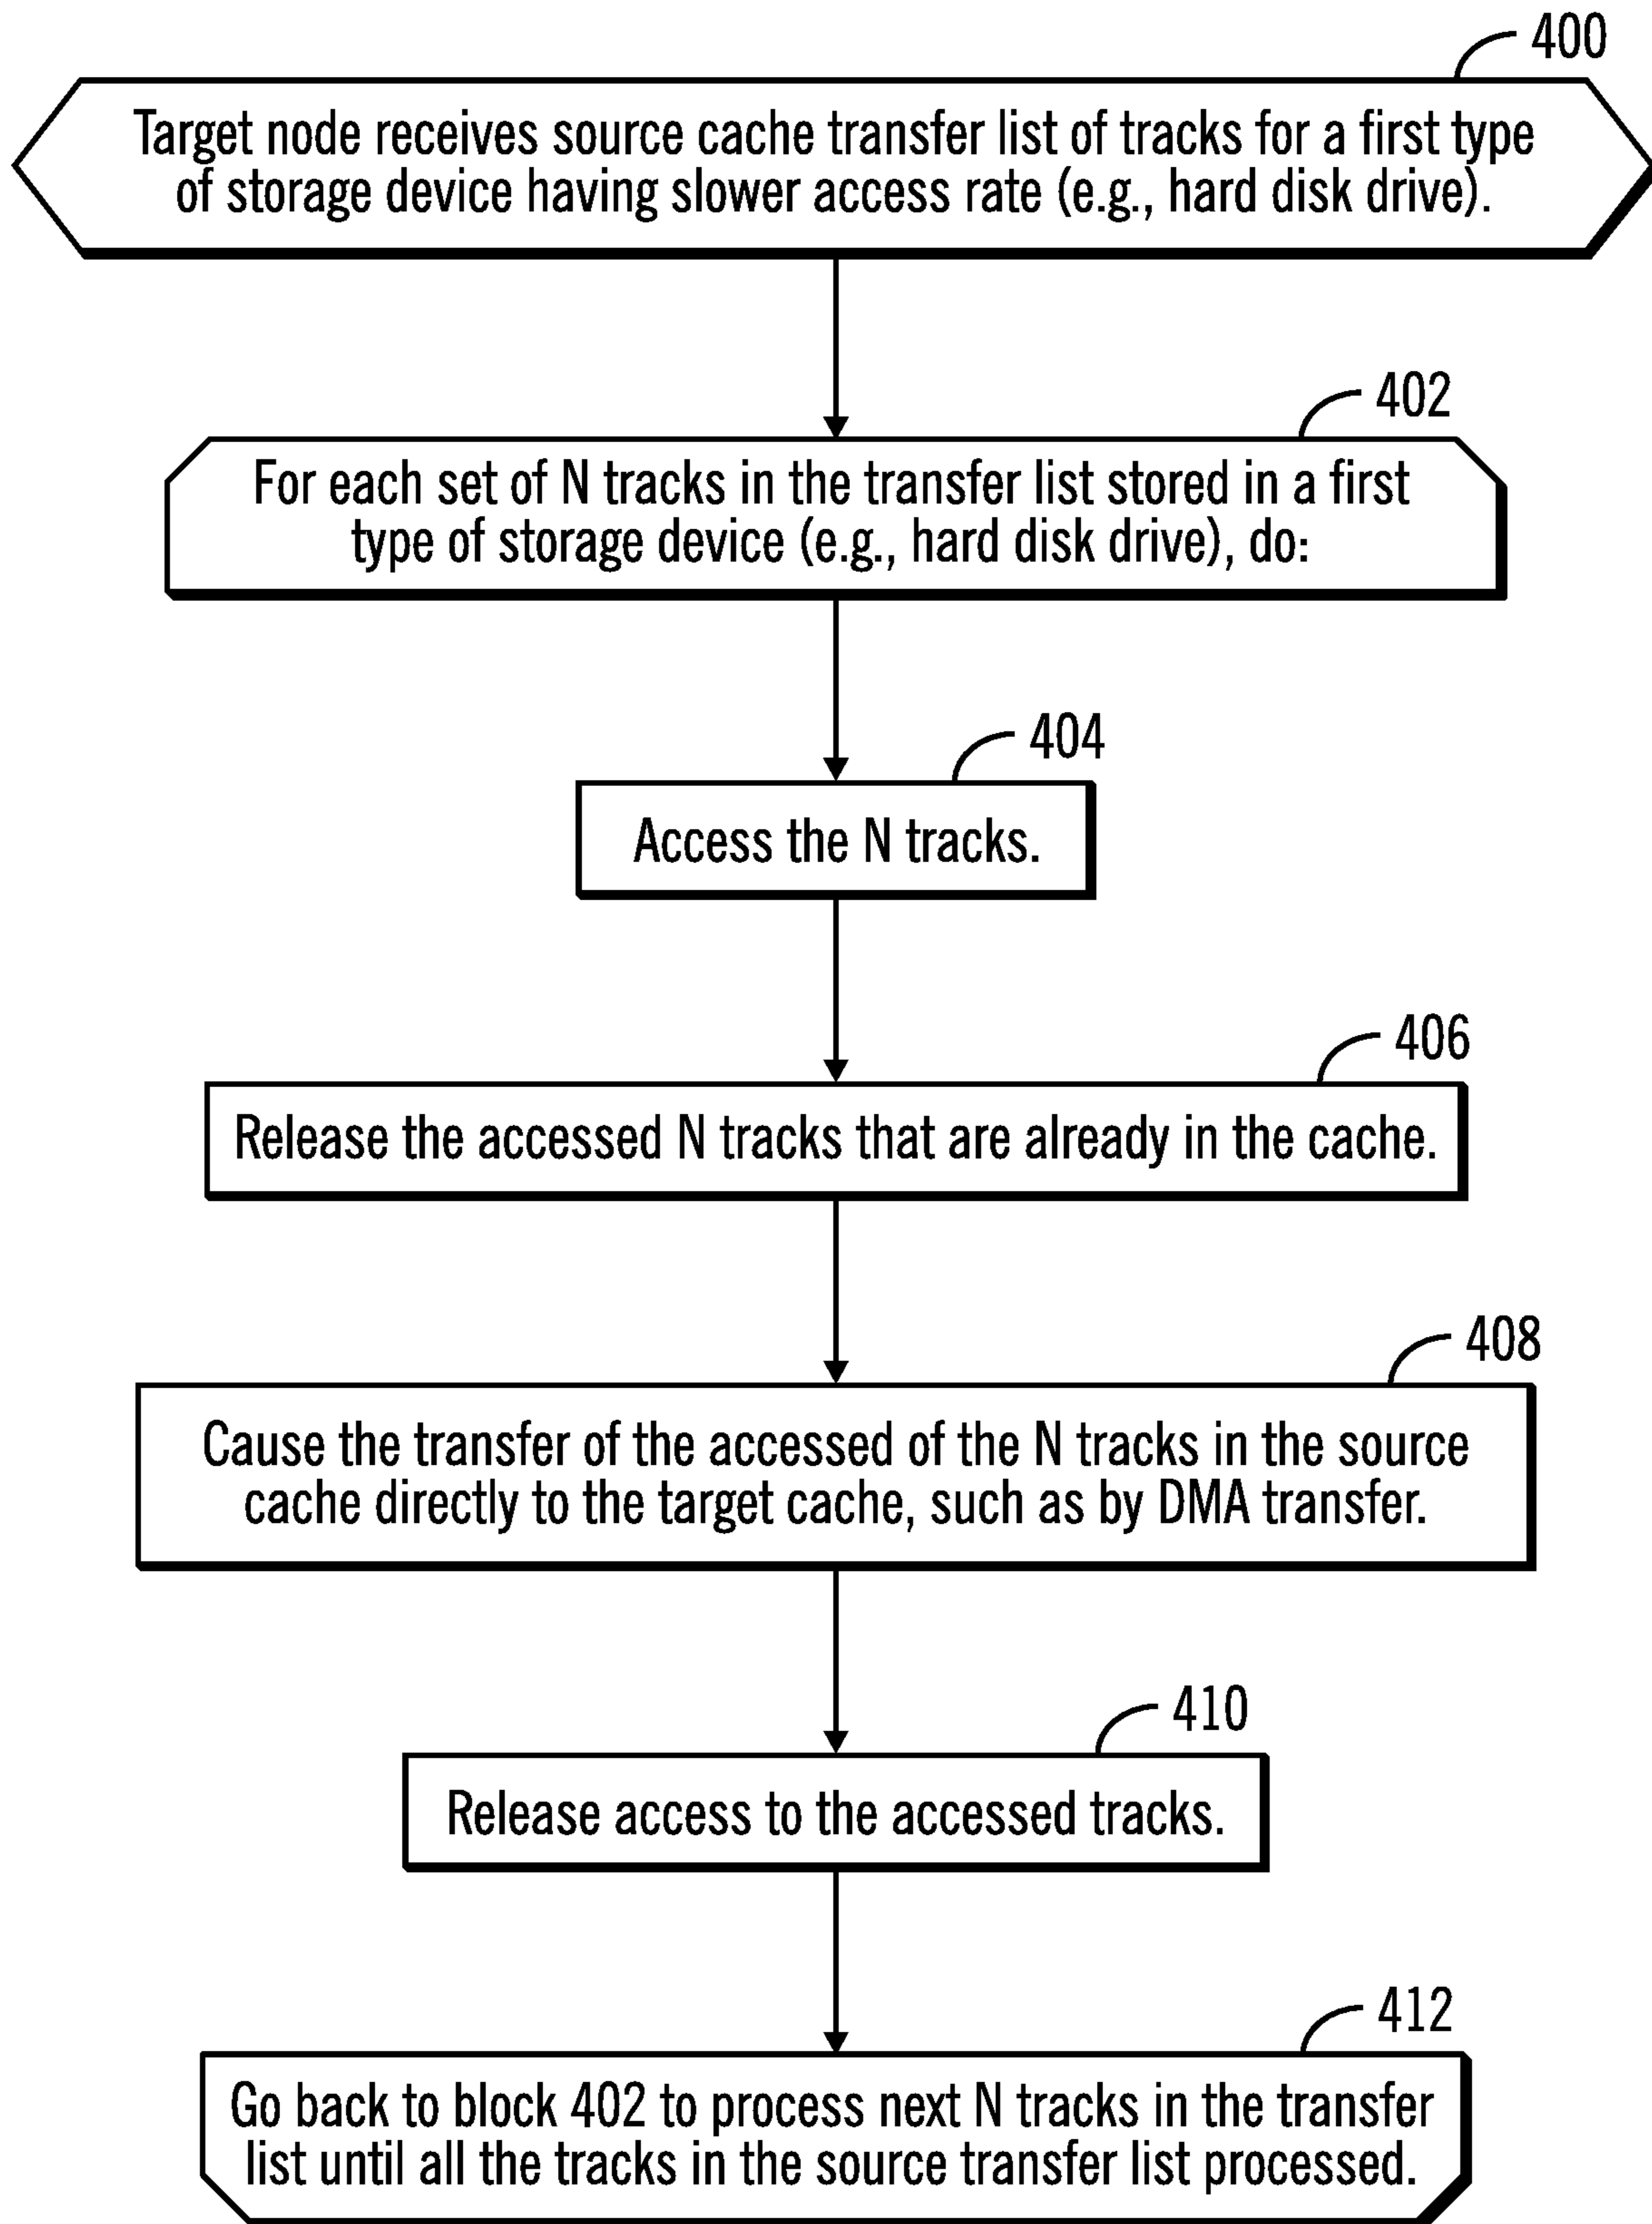 400
Target node receives source cache transfer list of tracks for a first type
of storage device having slower access rate (e.g., hard disk drive).
402
For each set of N tracks in the transfer list stored in a first
type of storage device (e.g., hard disk drive), do:
404
Access the N tracks.
406
Release the accessed N tracks that are already in the cache.
408
Cause the transfer of the accessed of the N tracks in the source
cache directly to the target cache, such as by DMA transfer.
410
Release access to the accessed tracks.
412
Go back to block 402 to process next N tracks in the transfer
list until all the tracks in the source transfer list processed.